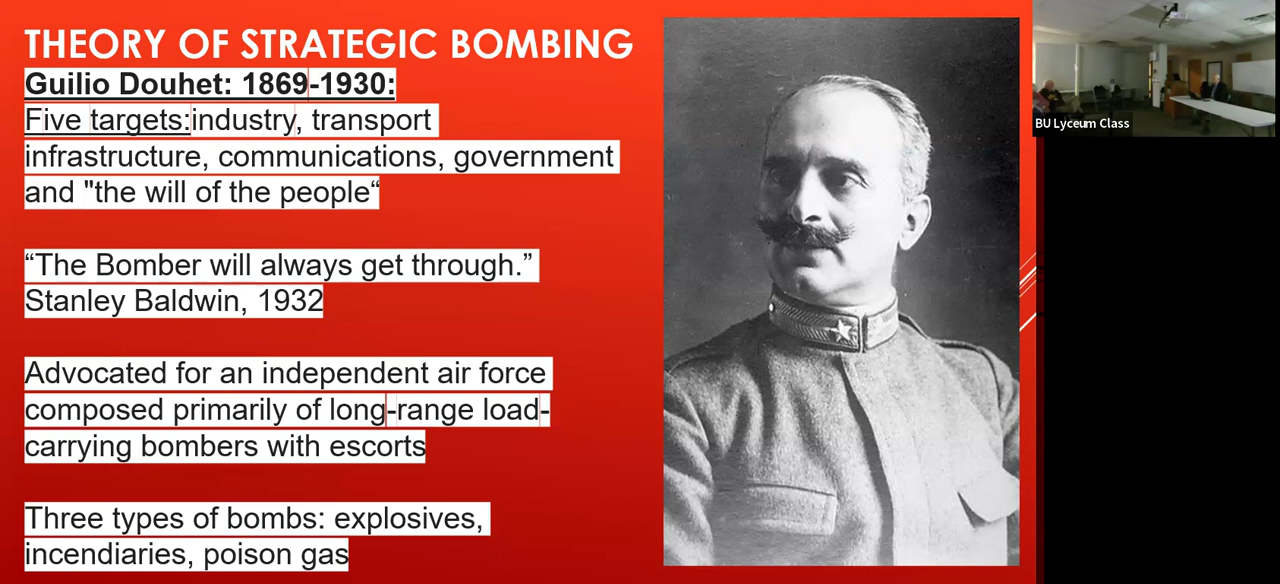 THEORY OF STRATEGIC BOMBING
Guilio Douhet: 1869-1930:
Five targets:industry, transport
infrastructure, communications, government
and "the will of the people“
“The Bomber will always get through.”
Stanley Baldwin, 1932
Advocated for an independent air force
composed primarily of long-range load-
carrying bombers with escorts
Three types of bombs: explosives,
incendiaries, poison gas
BU Lyceum Class